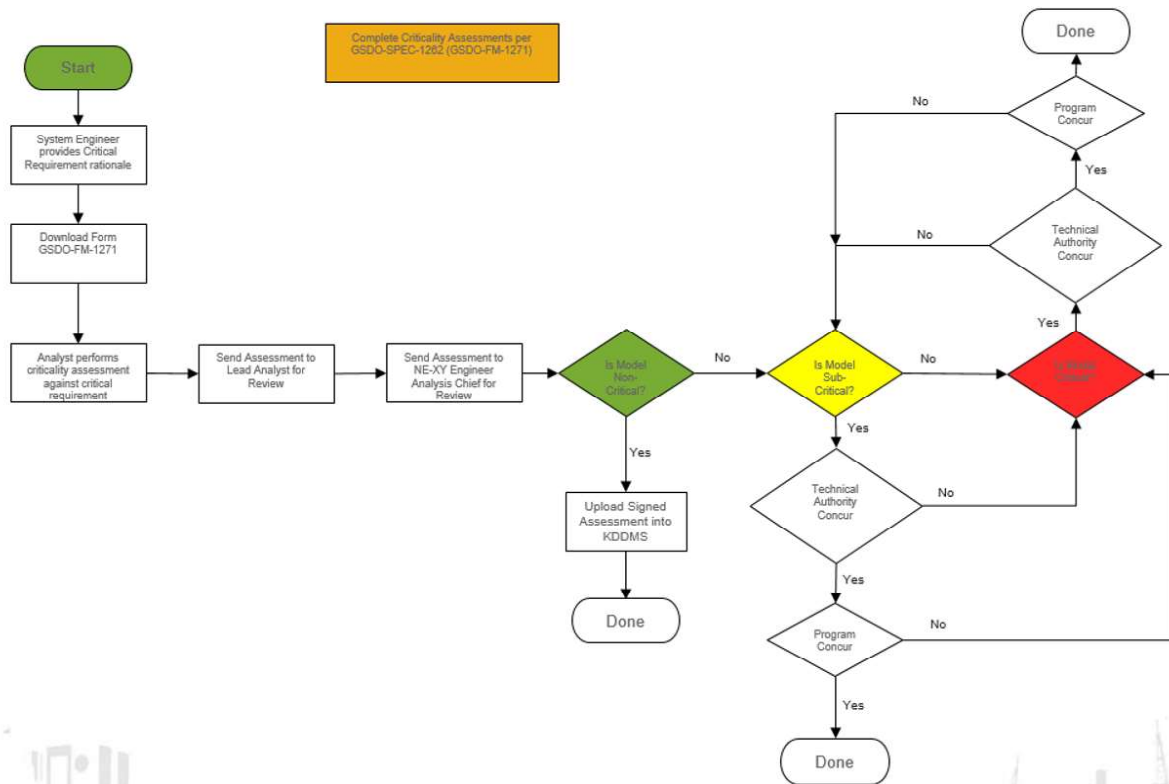 Complete Criticality Assessments per
GSDO-SPEC-1262 (GSDO-FM-1271)
Start
System Engineer
provides Critical
Requirement rationale
Download Form
GSDO-FM-1271
Analyst performs
criticality assessment
against critical
requirement
Send Assessment to
Lead Analyst for
Review
Send Assessment to
NE-XY Engineer
Analysis Chief for
Review
Is Model
Non-
Critical?
No
Yes
Upload Signed
Assessment into
KDDMS
Done
Is Model
Sub-
Critical?
No
Yes
Technical
Authority
Concur
No
Yes
Program
Concur
No
Yes
Done
Is Model
Critical?
Yes
Technical
Authority
Concur
No
Yes
Program
Concur
No
Done